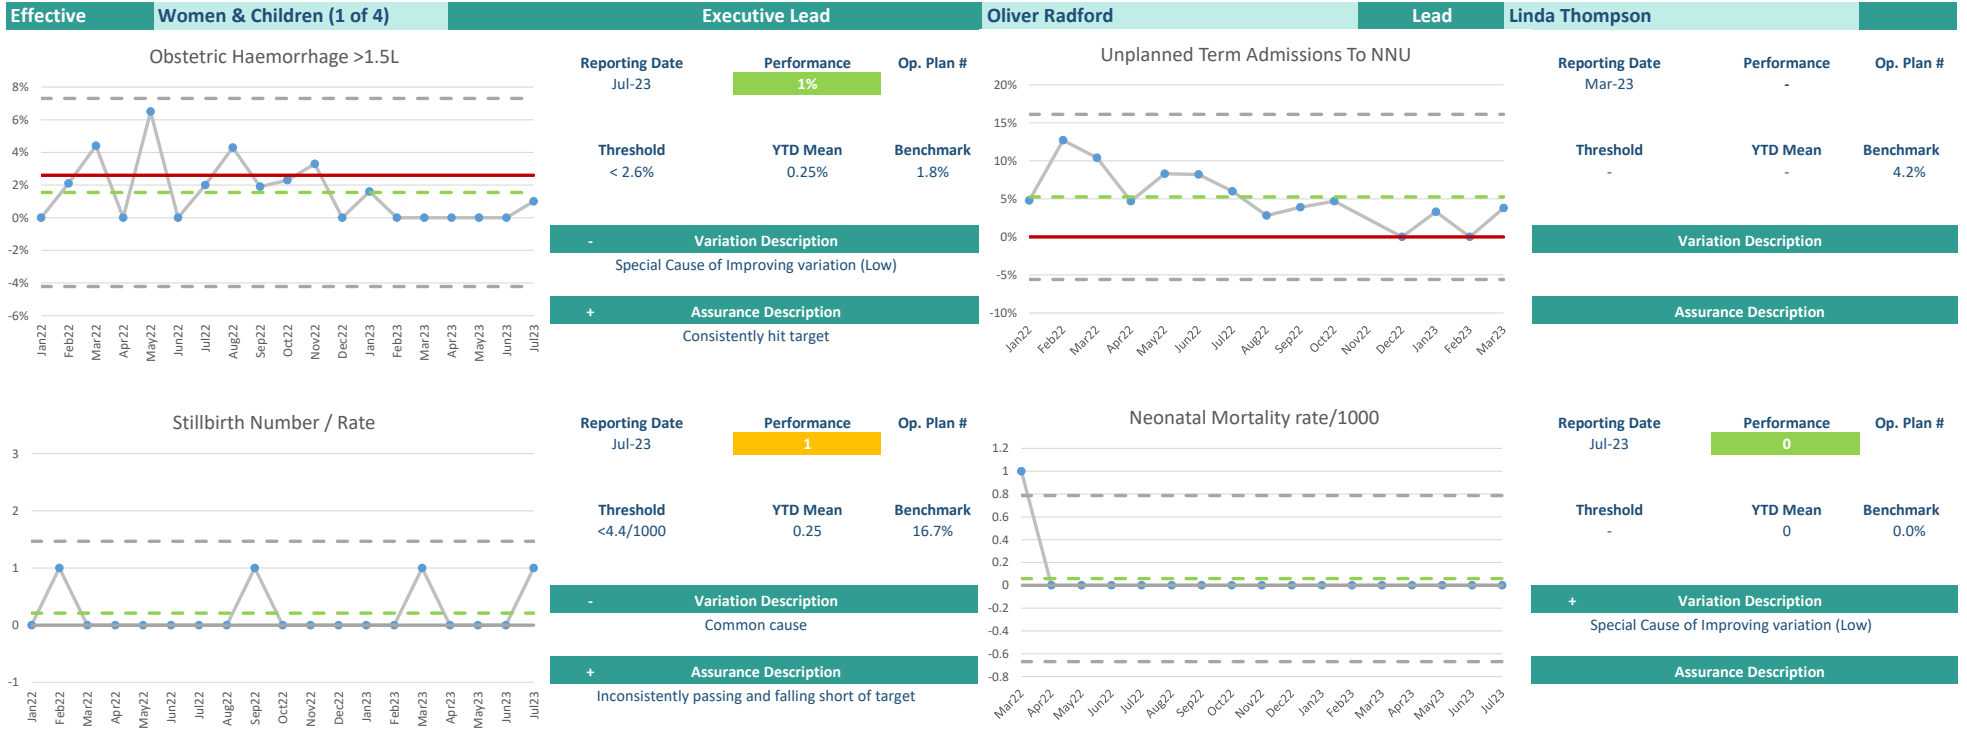 Effective Women & Children (1 of 4) Executive Lead Oliver Radford Lead Linda Thompson
Obstetric Haemorrhage >1.5L
8%
6%
4%
2%
0%
-2%
-4%
-6%
Jan22 Feb22 Mar22 Apr22 May22 Jun22 Jul22 Aug22 Sep22 Oct22 Nov22 Dec22 Jan23 Feb23 Mar23 Apr23 May23 Jun23 Jul23
Reporting Date Performance Op. Plan #
Jul-23 1%
Threshold YTD Mean Benchmark
< 2.6% 0.25% 1.8%
- Variation Description
Special Cause of Improving variation (Low)
+ Assurance Description
Consistently hit target
Unplanned Term Admissions To NNU
20%
15%
10%
5%
0%
-5%
-10%
Jan22 Feb22 Mar22 Apr22 May22 Jun22 Jul22 Aug22 Sep22 Oct22 Nov22 Dec22 Jan23 Feb23 Mar23
Reporting Date Performance Op. Plan #
Mar-23 -
Threshold YTD Mean Benchmark
- - 4.2%
Variation Description
Assurance Description
Stillbirth Number / Rate
3
2
1
0
-1
Jan22 Feb22 Mar22 Apr22 May22 Jun22 Jul22 Aug22 Sep22 Oct22 Nov22 Dec22 Jan23 Feb23 Mar23 Apr23 May23 Jun23 Jul23
Reporting Date Performance Op. Plan #
Jul-23 1
Threshold YTD Mean Benchmark
<4.4/1000 0.25 16.7%
- Variation Description
Common cause
+ Assurance Description
Inconsistently passing and falling short of target
Neonatal Mortality rate/1000
1.2
1
0.8
0.6
0.4
0.2
0
-0.2
-0.4
-0.6
-0.8
Mar22 Apr22 May22 Jun22 Jul22 Aug22 Sep22 Oct22 Nov22 Dec22 Jan23 Feb23 Mar23 Apr23 May23 Jun23 Jul23
Reporting Date Performance Op. Plan #
Jul-23 0
Threshold YTD Mean Benchmark
- 0 0.0%
+ Variation Description
Special Cause of Improving variation (Low)
Assurance Description